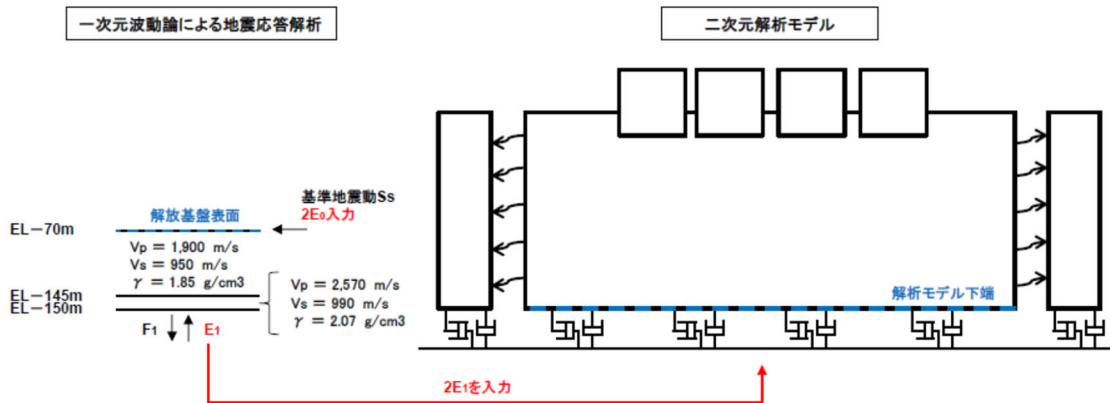 一次元波動論による地震応答解析
二次元解析モデル
基準地震動Ss
2E₀入力
解放基盤表面
EL－70m
Vp ＝ 1,900 m/s
Vs ＝ 950 m/s
γ ＝ 1.85 g/cm3
EL－145m
EL－150m
Vp ＝ 2,570 m/s
Vs ＝ 990 m/s
γ ＝ 2.07 g/cm3
F₁
E₁
解析モデル下端
2E₁を入力